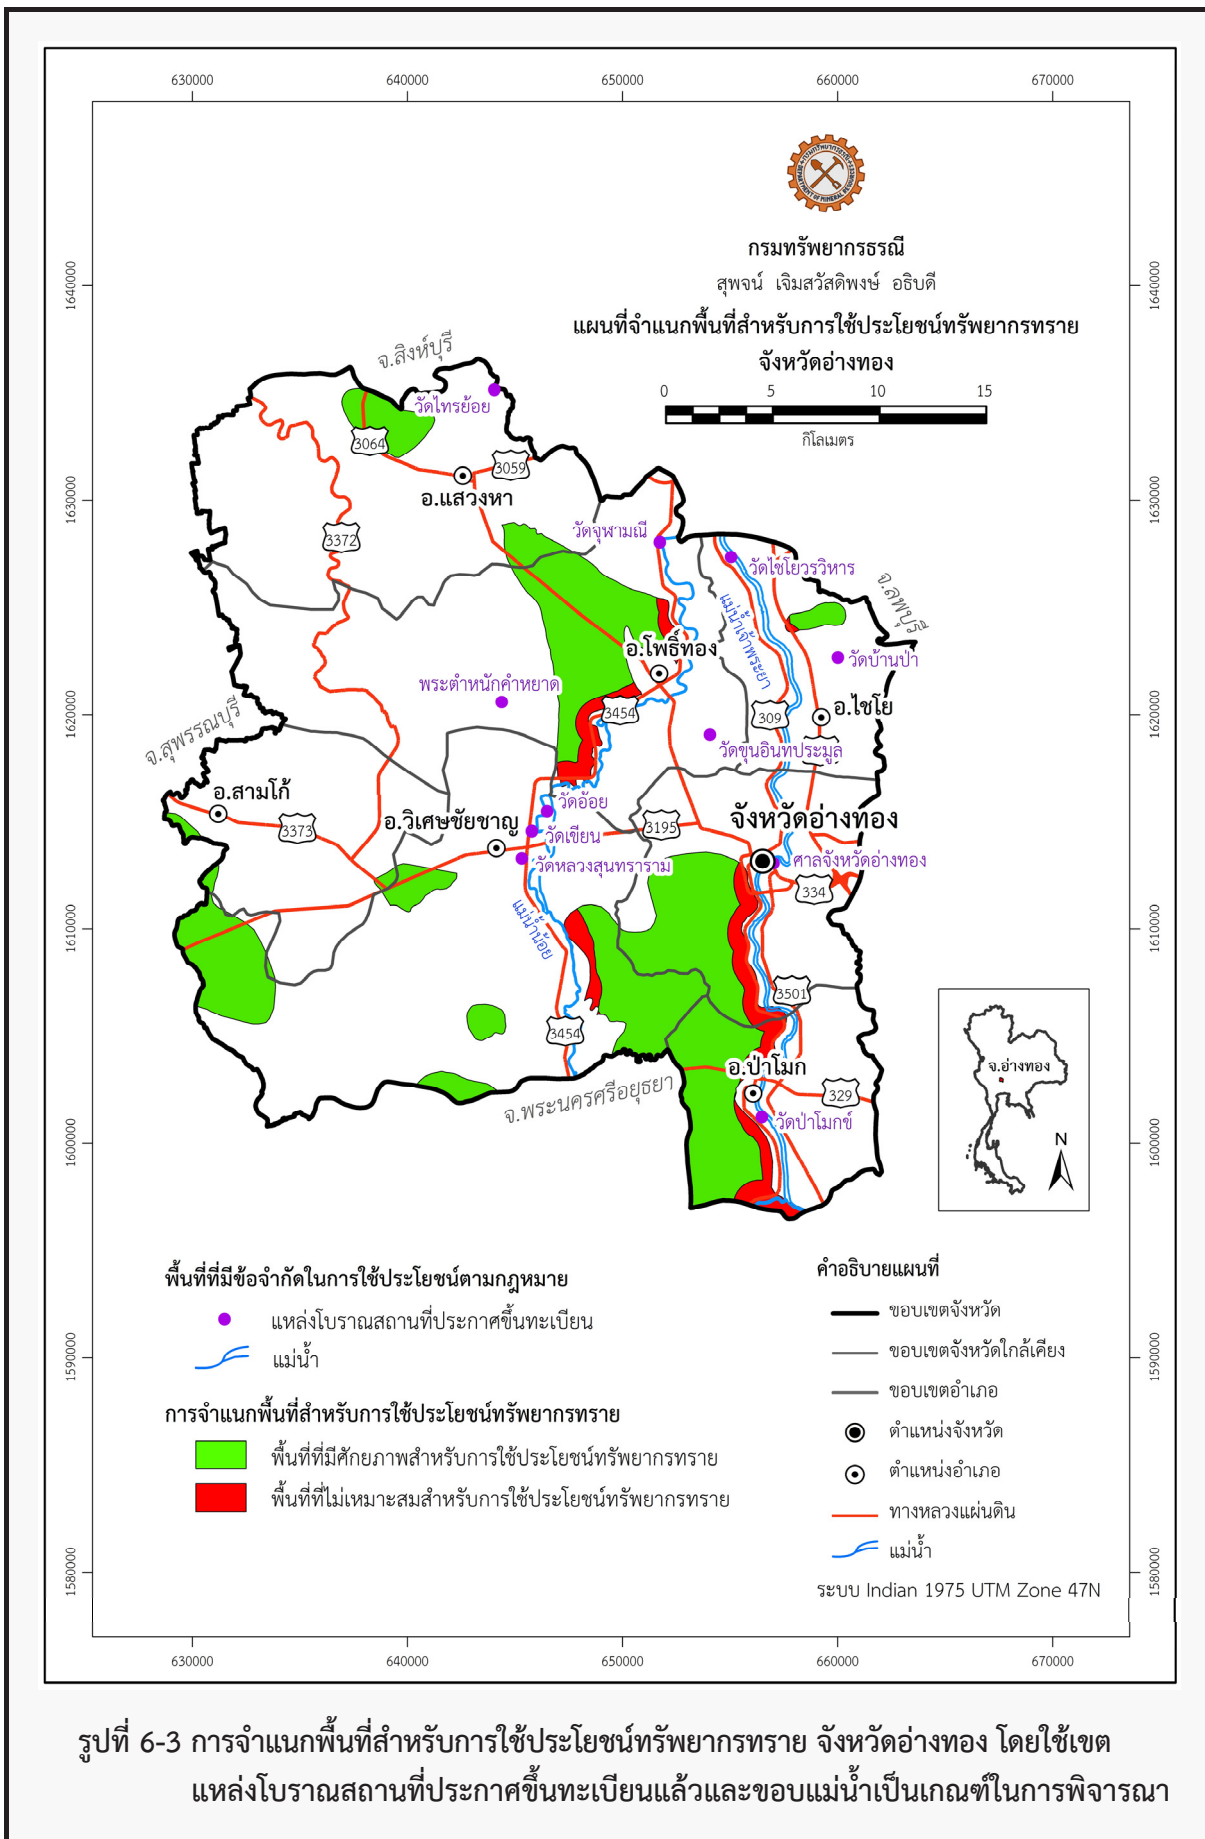 630000 640000 650000 660000 670000
กรมทรัพยากรธรณี
DEPARTMENT OF MINERAL RESOURCES
กรมทรัพยากรธรณี
สุพจน์ เจิมสวัสดิพงษ์ อธิบดี
แผนที่จำแนกพื้นที่สำหรับการใช้ประโยชน์ทรัพยากรทราย
จังหวัดอ่างทอง
0 5 10 15
กิโลเมตร
1640000 1640000
1630000 1630000
1620000 1620000
1610000 1610000
1600000 1600000
1590000 1590000
1580000 1580000
จ.สิงห์บุรี
วัดไทรย้อย
3064
3059
อ.แสวงหา
3372
วัดจุฬามณี
วัดไชโยวรวิหาร
จ.ลพบุรี
แม่น้ำเจ้าพระยา
อ.โพธิ์ทอง
วัดบ้านป่า
พระตำหนักคำหยาด
3454
309
อ.ไชโย
จ.สุพรรณบุรี
วัดขุนอินทประมูล
อ.สามโก้
วัดอ้อย
3373
อ.วิเศษชัยชาญ
วัดเขียน
3195
จังหวัดอ่างทอง
วัดหลวงสุนทราราม
ศาลจังหวัดอ่างทอง
334
แม่น้ำน้อย
3501
3454
อ.ป่าโมก
จ.พระนครศรีอยุธยา
329
วัดป่าโมกข์
จ.อ่างทอง
N
พื้นที่ที่มีข้อจำกัดในการใช้ประโยชน์ตามกฎหมาย
แหล่งโบราณสถานที่ประกาศขึ้นทะเบียน
แม่น้ำ
การจำแนกพื้นที่สำหรับการใช้ประโยชน์ทรัพยากรทราย
พื้นที่ที่มีศักยภาพสำหรับการใช้ประโยชน์ทรัพยากรทราย
พื้นที่ที่ไม่เหมาะสมสำหรับการใช้ประโยชน์ทรัพยากรทราย
คำอธิบายแผนที่
ขอบเขตจังหวัด
ขอบเขตจังหวัดใกล้เคียง
ขอบเขตอำเภอ
ตำแหน่งจังหวัด
ตำแหน่งอำเภอ
ทางหลวงแผ่นดิน
แม่น้ำ
ระบบ Indian 1975 UTM Zone 47N
630000 640000 650000 660000 670000
รูปที่ 6-3 การจำแนกพื้นที่สำหรับการใช้ประโยชน์ทรัพยากรทราย จังหวัดอ่างทอง โดยใช้เขต
แหล่งโบราณสถานที่ประกาศขึ้นทะเบียนแล้วและขอบแม่น้ำเป็นเกณฑ์ในการพิจารณา